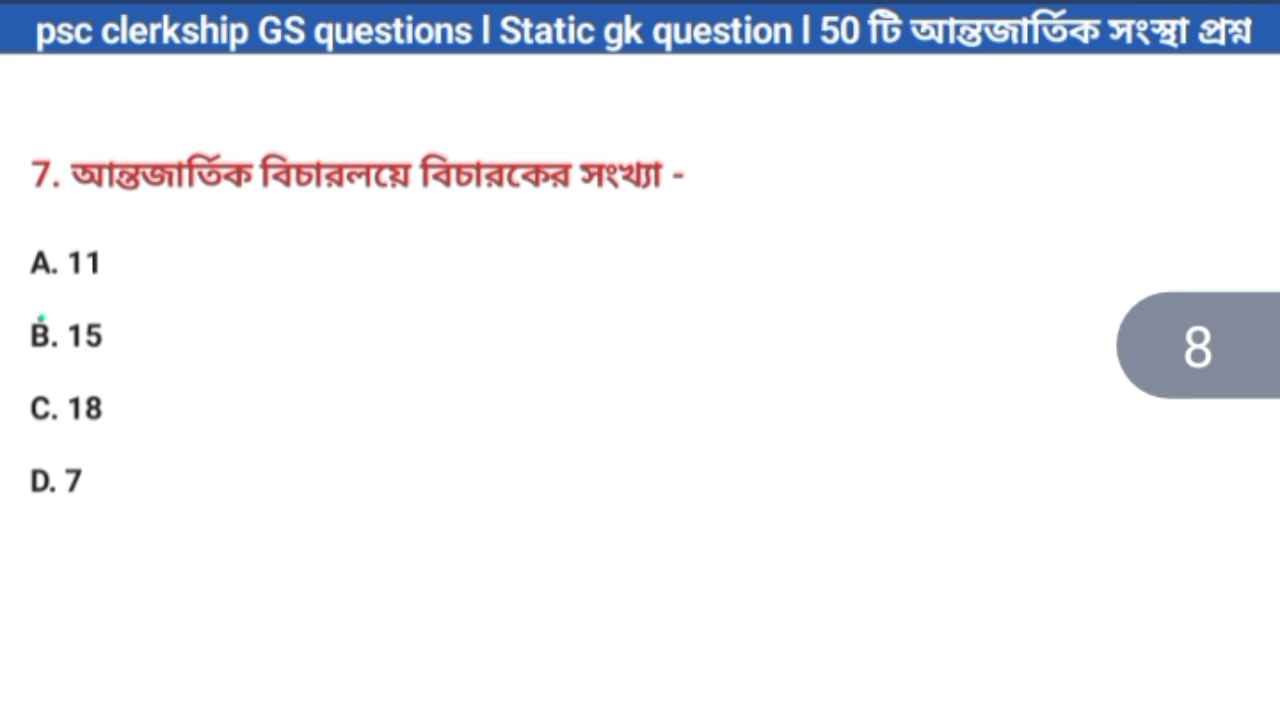 psc clerkship GS questions l Static gk question l 50 টি আন্তজার্তিক সংস্থা প্রশ্ন
7. আন্তজার্তিক বিচারলয়ে বিচারকের সংখ্যা -
A. 11
B. 15
8
C. 18
D. 7